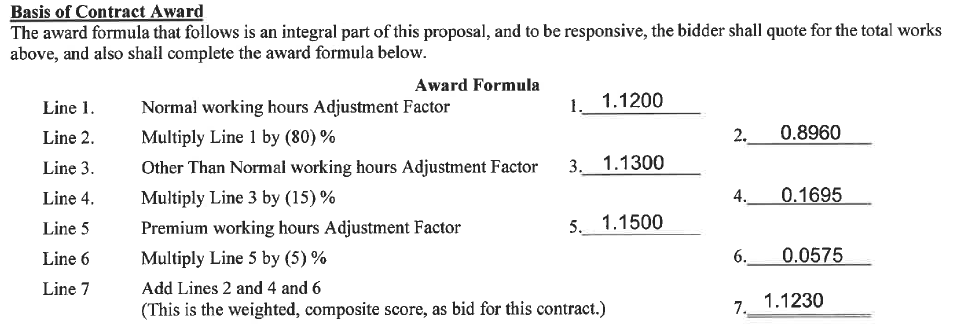 Basis of Contract Award
The award formula that follows is an integral part of this proposal, and to be responsive, the bidder shall quote for the total works
above, and also shall complete the award formula below.
Award Formula
Line 1. Normal working hours Adjustment Factor 1. 1.1200
Line 2. Multiply Line 1 by (80) % 2. 0.8960
Line 3. Other Than Normal working hours Adjustment Factor 3. 1.1300
Line 4. Multiply Line 3 by (15) % 4. 0.1695
Line 5 Premium working hours Adjustment Factor 5. 1.1500
Line 6 Multiply Line 5 by (5) % 6. 0.0575
Line 7 Add Lines 2 and 4 and 6
(This is the weighted, composite score, as bid for this contract.) 7. 1.1230